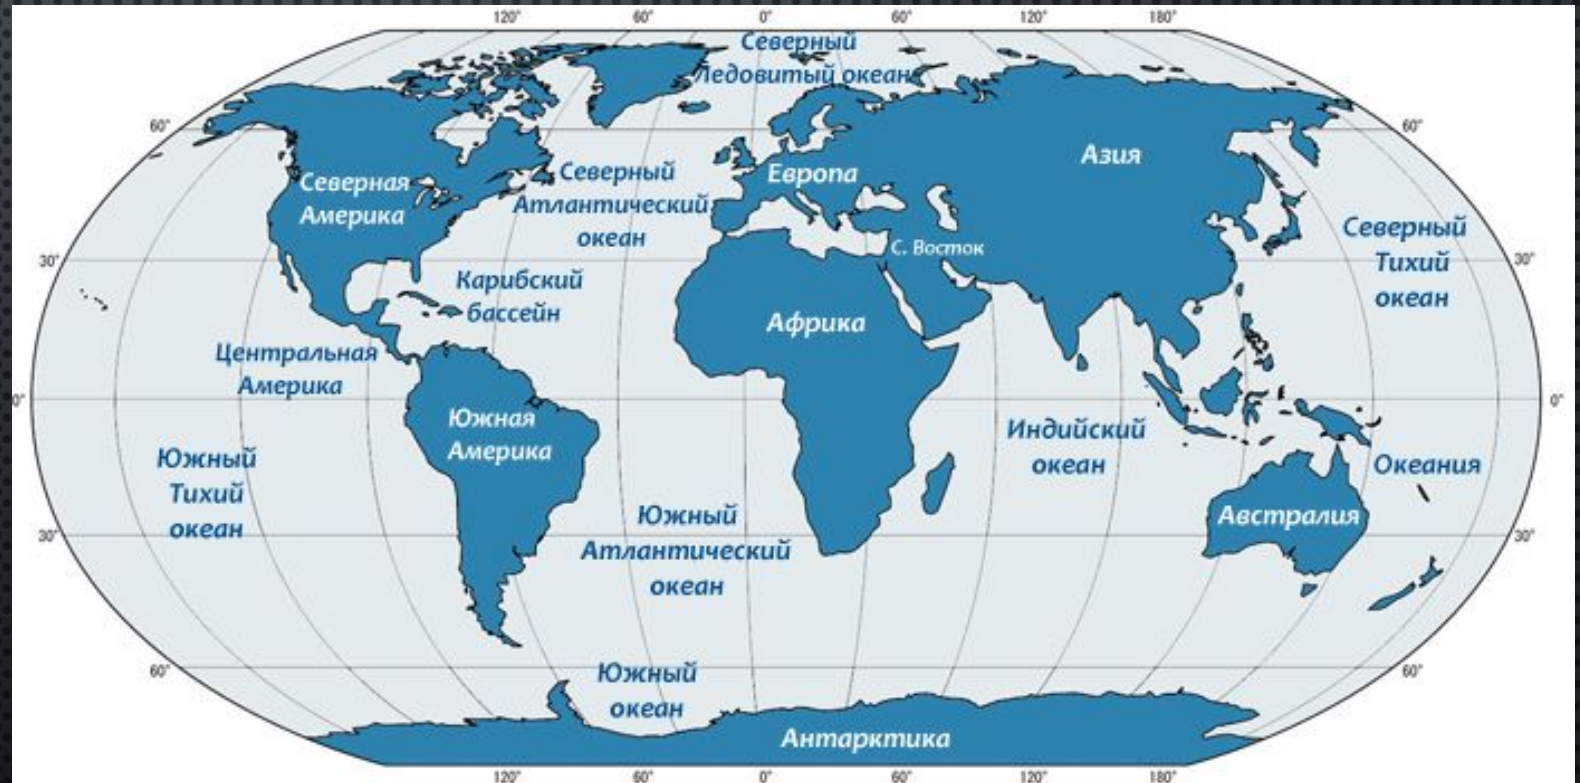 120° 60° 0° 60° 120° 180°
Северный
Ледовитый океан
60° 60°
Азия
Европа
Северная
Америка
Северный
Атлантический
океан
С. Восток
Северный
Тихий
океан
30° 30°
Карибский
бассейн
Африка
Центральная
Америка
0° 0°
Южная
Америка
Индийский
океан
Южный
Тихий
океан
Океания
Южный
Атлантический
океан
Австралия
30° 30°
60° 60°
Южный
океан
Антарктика
120° 60° 0° 60° 120° 180°